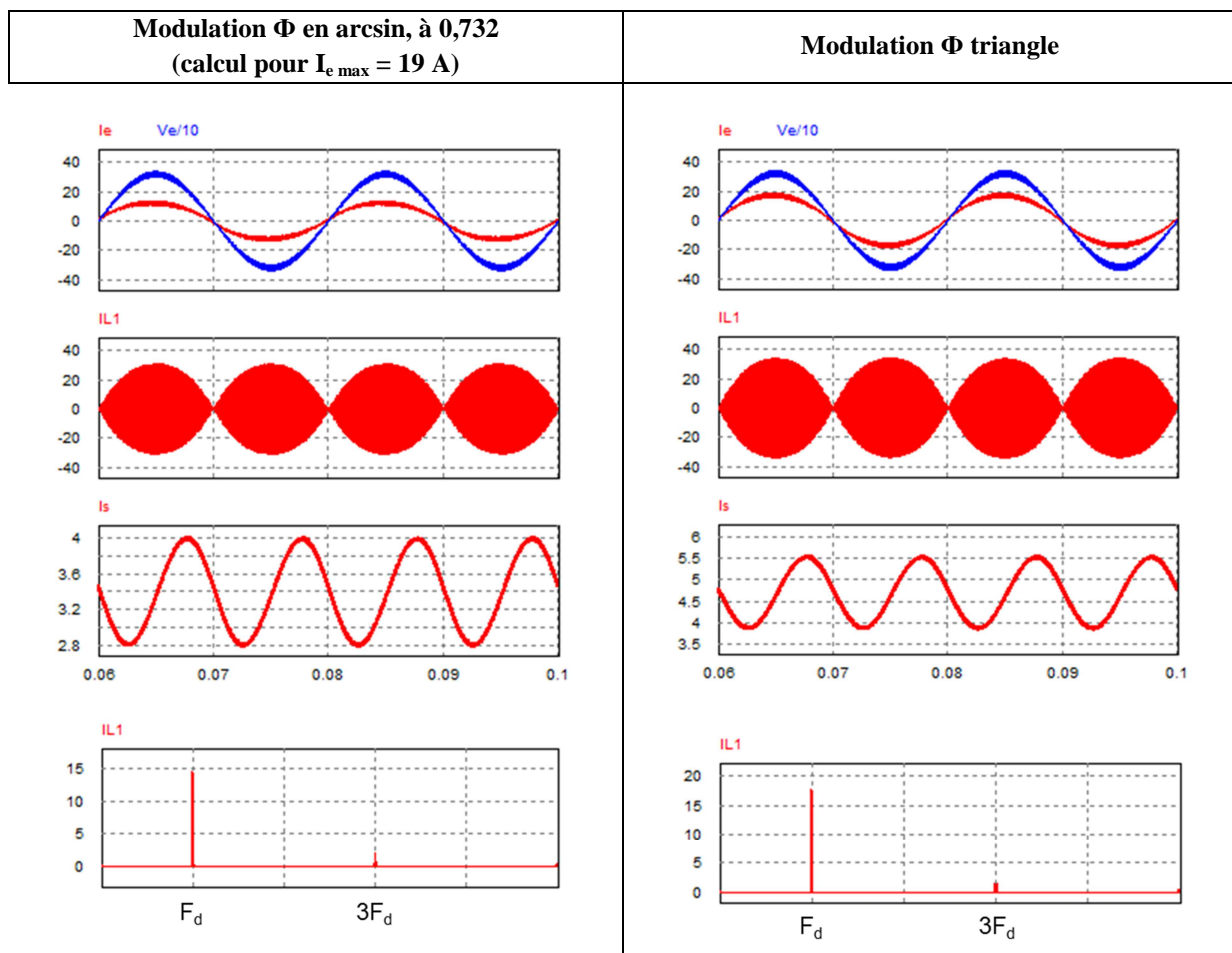 Modulation Φ en arcsin, à 0,732
(calcul pour Ie max = 19 A)
Modulation Φ triangle
Ie Ve/10
40
20
0
-20
-40
IL1
40
20
0
-20
-40
Is
4
3.6
3.2
2.8
0.06 0.07 0.08 0.09 0.1
IL1
15
10
5
0
Fd 3Fd
Ie Ve/10
40
20
0
-20
-40
IL1
40
20
0
-20
-40
Is
6
5.5
5
4.5
4
3.5
0.06 0.07 0.08 0.09 0.1
IL1
20
15
10
5
0
Fd 3Fd